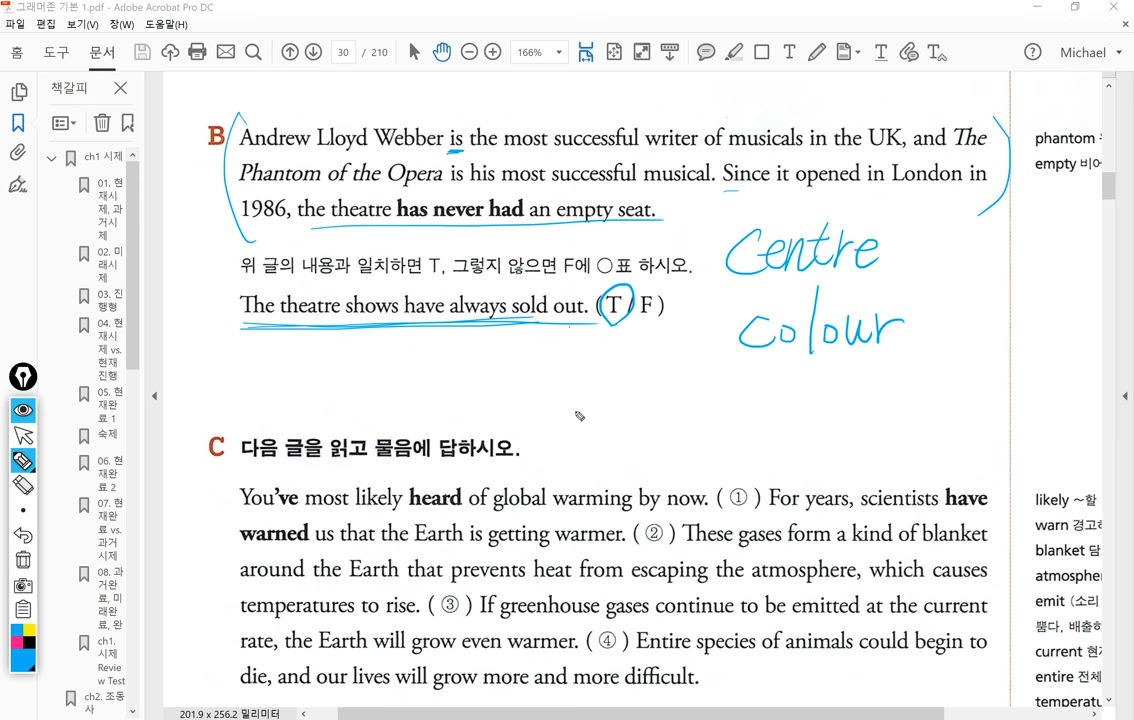 그래머존 기본 1.pdf - Adobe Acrobat Pro DC
파일 편집 보기(V) 창(W) 도움말(H)
홈 도구 문서 30 / 210 166% Michael
책갈피
ch1 시제
01. 현
재시
제, 과
거시
제
02. 미
래시
제
03. 진
행형
04. 현
재시
제 vs.
현재
진행
05. 현
재완
료 1
숙제
06. 현
재완
료 2
07. 현
재완
료 vs.
과거
시제
08. 과
거완
료, 미
래완
료, 완
ch1.
시제
Revie
w Test
ch2. 조동
사
B Andrew Lloyd Webber is the most successful writer of musicals in the UK, and The
Phantom of the Opera is his most successful musical. Since it opened in London in
1986, the theatre has never had an empty seat.
위 글의 내용과 일치하면 T, 그렇지 않으면 F에 ○표 하시오.
The theatre shows have always sold out. ( T / F )
centre
colour
C 다음 글을 읽고 물음에 답하시오.
You've most likely heard of global warming by now. ( ① ) For years, scientists have
warned us that the Earth is getting warmer. ( ② ) These gases form a kind of blanket
around the Earth that prevents heat from escaping the atmosphere, which causes
temperatures to rise. ( ③ ) If greenhouse gases continue to be emitted at the current
rate, the Earth will grow even warmer. ( ④ ) Entire species of animals could begin to
die, and our lives will grow more and more difficult.
phantom
empty 비어
likely ~할
warn 경고하
blanket 담
atmosphere
emit (소리
뿜다, 배출하
current 현재
entire 전체
temperatu
201.9 x 256.2 밀리미터